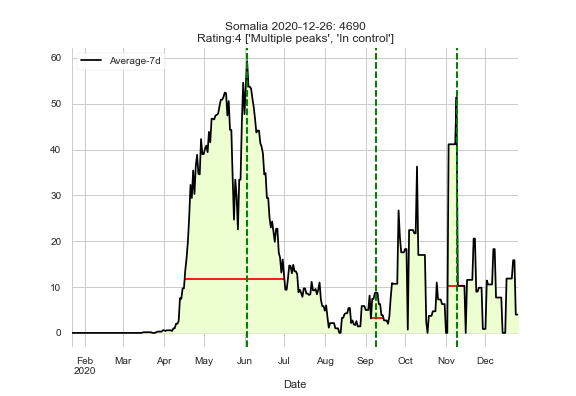 Somalia 2020-12-26: 4690
Rating:4 ['Multiple peaks', 'In control']
Average-7d
60
50
40
30
20
10
0
Feb Mar Apr May Jun Jul Aug Sep Oct Nov Dec
2020
Date